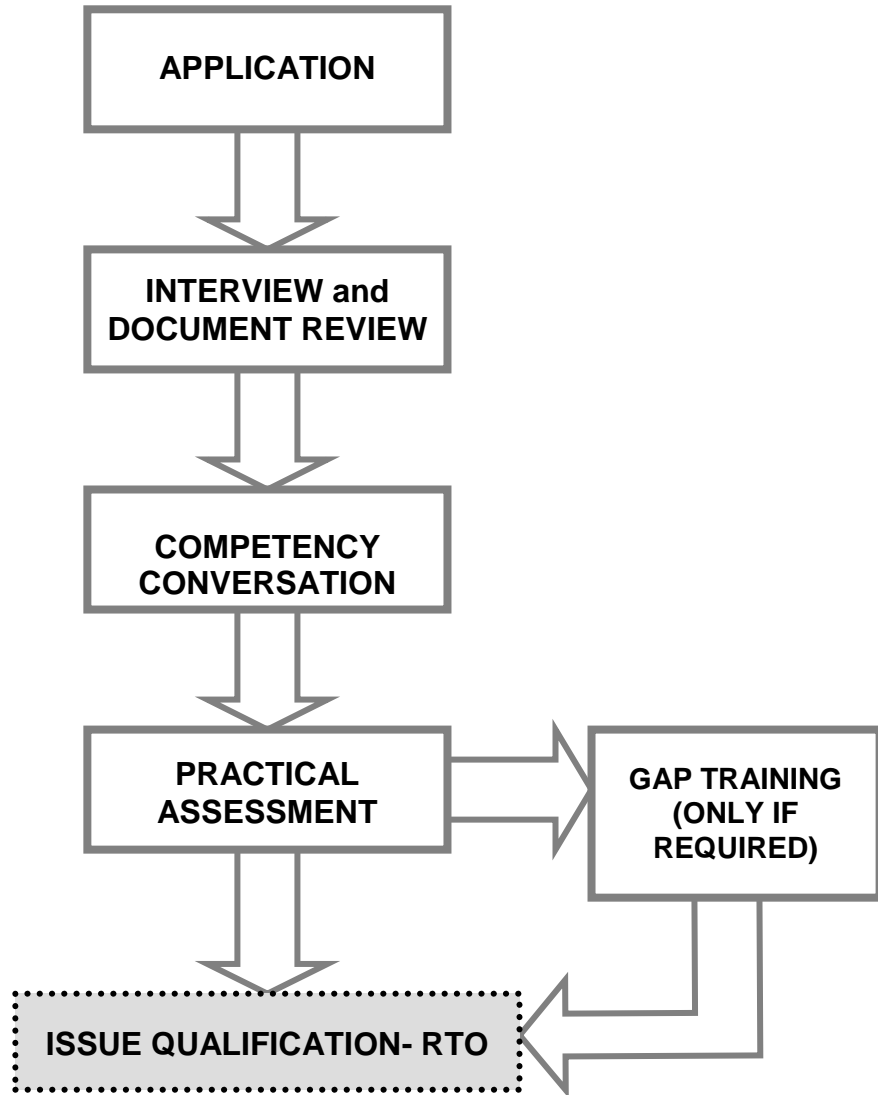 APPLICATION
INTERVIEW and
DOCUMENT REVIEW
COMPETENCY
CONVERSATION
PRACTICAL
ASSESSMENT
GAP TRAINING
(ONLY IF
REQUIRED)
ISSUE QUALIFICATION- RTO